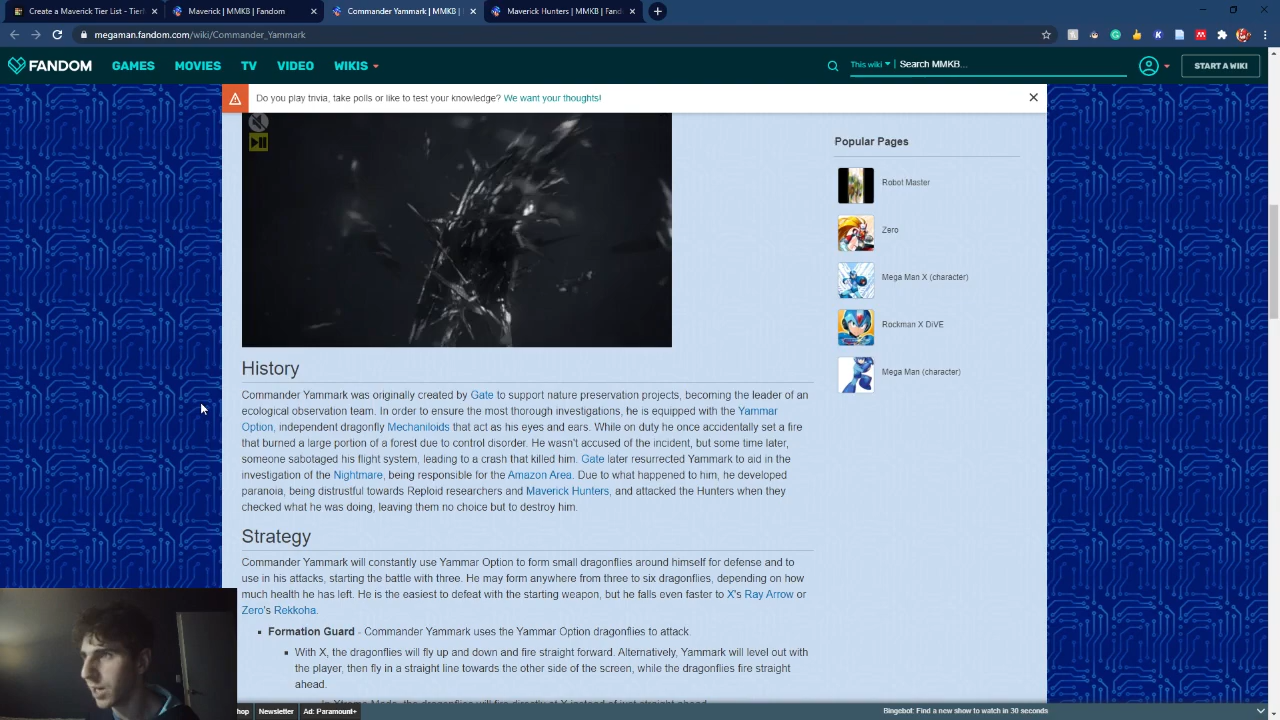 Create a Maverick Tier List - Tier
Maverick | MMKB | Fandom
Commander Yammark | MMKB |
Maverick Hunters | MMKB | Fand
megaman.fandom.com/wiki/Commander_Yammark
FANDOM GAMES MOVIES TV VIDEO WIKIS
This wiki Search MMKB...
START A WIKI
Do you play trivia, take polls or like to test your knowledge? We want your thoughts!
History
Commander Yammark was originally created by Gate to support nature preservation projects, becoming the leader of an
ecological observation team. In order to ensure the most thorough investigations, he is equipped with the Yammar
Option, independent dragonfly Mechaniloids that act as his eyes and ears. While on duty he once accidentally set a fire
that burned a large portion of a forest due to control disorder. He wasn't accused of the incident, but some time later,
someone sabotaged his flight system, leading to a crash that killed him. Gate later resurrected Yammark to aid in the
investigation of the Nightmare, being responsible for the Amazon Area. Due to what happened to him, he developed
paranoia, being distrustful towards Reploid researchers and Maverick Hunters, and attacked the Hunters when they
checked what he was doing, leaving them no choice but to destroy him.
Strategy
Commander Yammark will constantly use Yammar Option to form small dragonflies around himself for defense and to
use in his attacks, starting the battle with three. He may form anywhere from three to six dragonflies, depending on how
much health he has left. He is the easiest to defeat with the starting weapon, but he falls even faster to X's Ray Arrow or
Zero's Rekkoha.
Formation Guard - Commander Yammark uses the Yammar Option dragonflies to attack.
With X, the dragonflies will fly up and down and fire straight forward. Alternatively, Yammark will level out with
the player, then fly in a straight line towards the other side of the screen, while the dragonflies fire straight
ahead.
Popular Pages
Robot Master
Zero
Mega Man X (character)
Rockman X DiVE
Mega Man (character)
hop Newsletter Ad: Paramount+
Bingebot: Find a new show to watch in 30 seconds